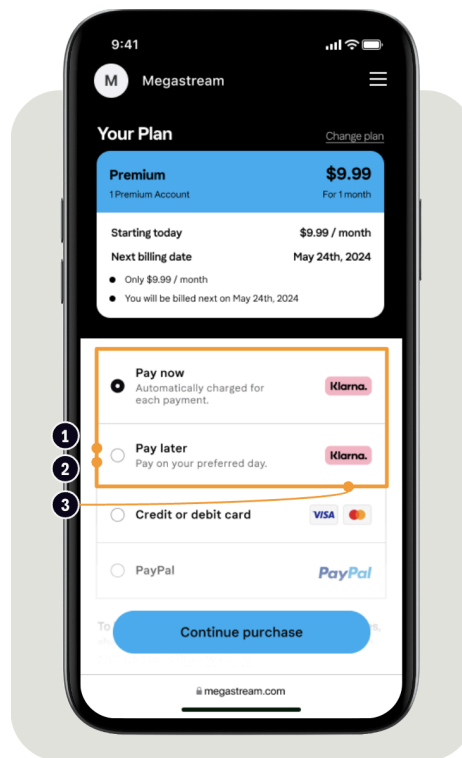 9:41
M Megastream
Your Plan Change plan
Premium $9.99
1 Premium Account For 1 month
Starting today $9.99 / month
Next billing date May 24th, 2024
Only $9.99 / month
You will be billed next on May 24th, 2024
Pay now
Automatically charged for
each payment.
Klarna.
1
Pay later
Pay on your preferred day.
Klarna.
2
3
Credit or debit card VISA
PayPal PayPal
To
Continue purchase
megastream.com